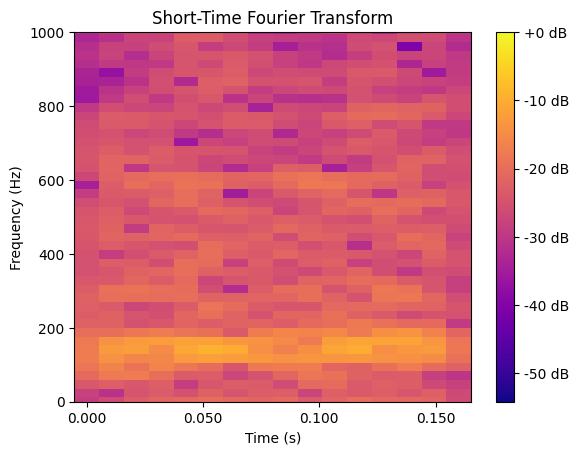 Short-Time Fourier Transform
1000
800
600
400
200
0
Frequency (Hz)
0.000
0.050
0.100
0.150
Time (s)
+0 dB
-10 dB
-20 dB
-30 dB
-40 dB
-50 dB